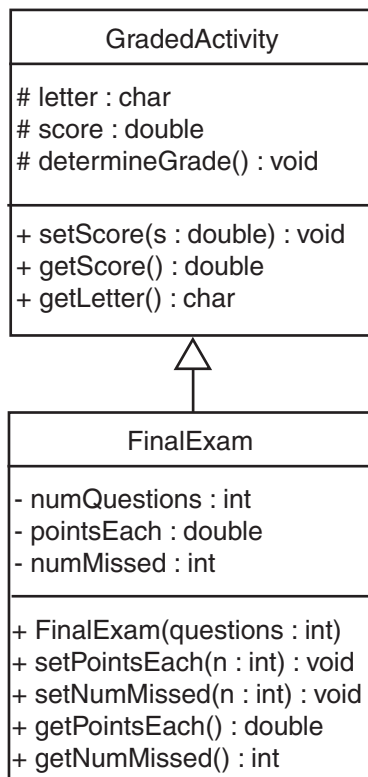 GradedActivity
# letter : char
# score : double
# determineGrade() : void
+ setScore(s : double) : void
+ getScore() : double
+ getLetter() : char
FinalExam
- numQuestions : int
- pointsEach : double
- numMissed : int
+ FinalExam(questions : int)
+ setPointsEach(n : int) : void
+ setNumMissed(n : int) : void
+ getPointsEach() : double
+ getNumMissed() : int